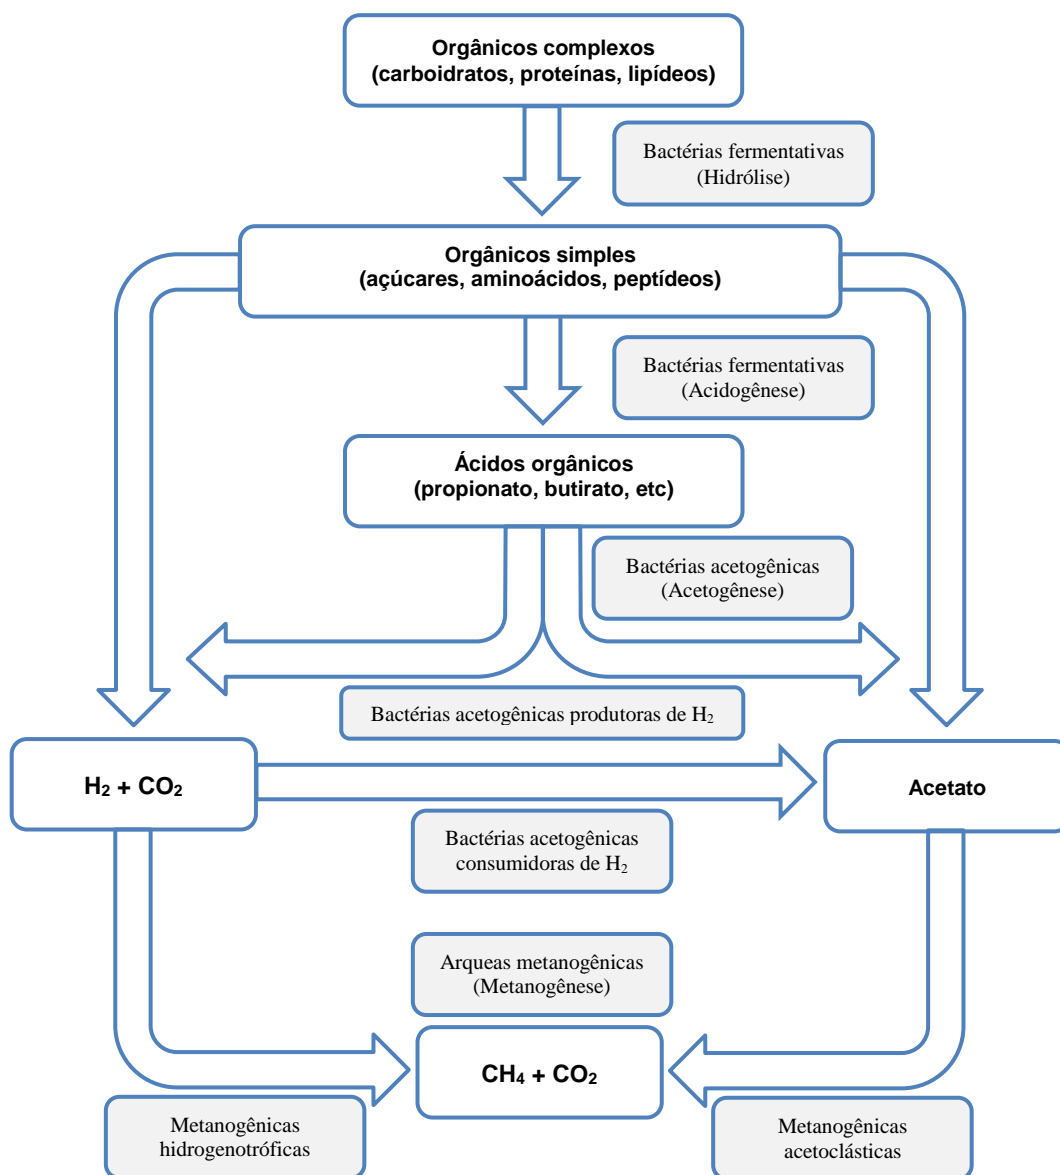 Orgânicos complexos
(carboidratos, proteínas, lipídeos)
Bactérias fermentativas
(Hidrólise)
Orgânicos simples
(açúcares, aminoácidos, peptídeos)
Bactérias fermentativas
(Acidogênese)
Ácidos orgânicos
(propionato, butirato, etc)
Bactérias acetogênicas
(Acetogênese)
Bactérias acetogênicas produtoras de H₂
H₂ + CO₂
Acetato
Bactérias acetogênicas
consumidoras de H₂
Arqueas metanogênicas
(Metanogênese)
CH₄ + CO₂
Metanogênicas
hidrogenotróficas
Metanogênicas
acetoclásticas